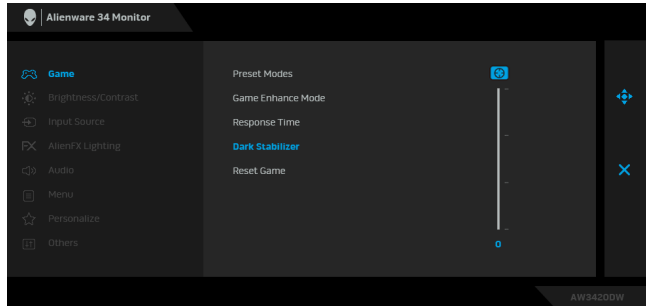 Alienware 34 Monitor
Game
Brightness/Contrast
Input Source
AlienFX Lighting
Audio
Menu
Personalize
Others
Preset Modes
Game Enhance Mode
Response Time
Dark Stabilizer
Reset Game
0
AW3420DW